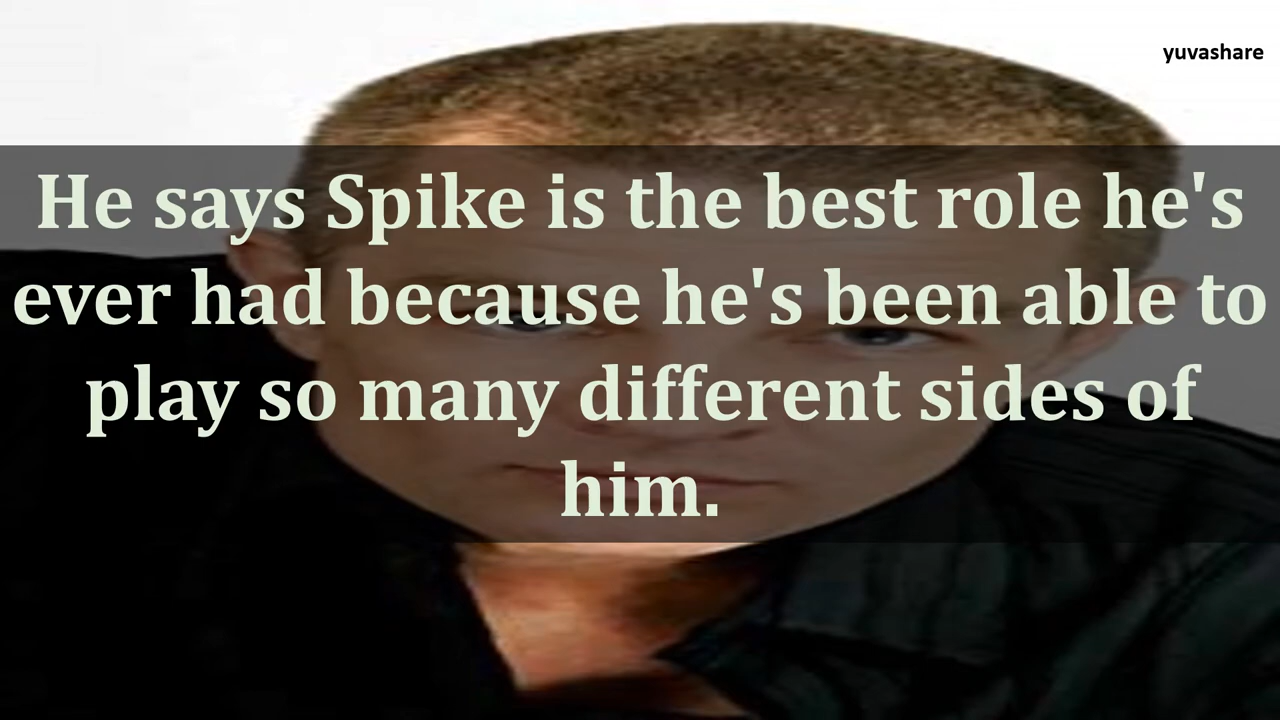 yuvashare
He says Spike is the best role he's
ever had because he's been able to
play so many different sides of
him.